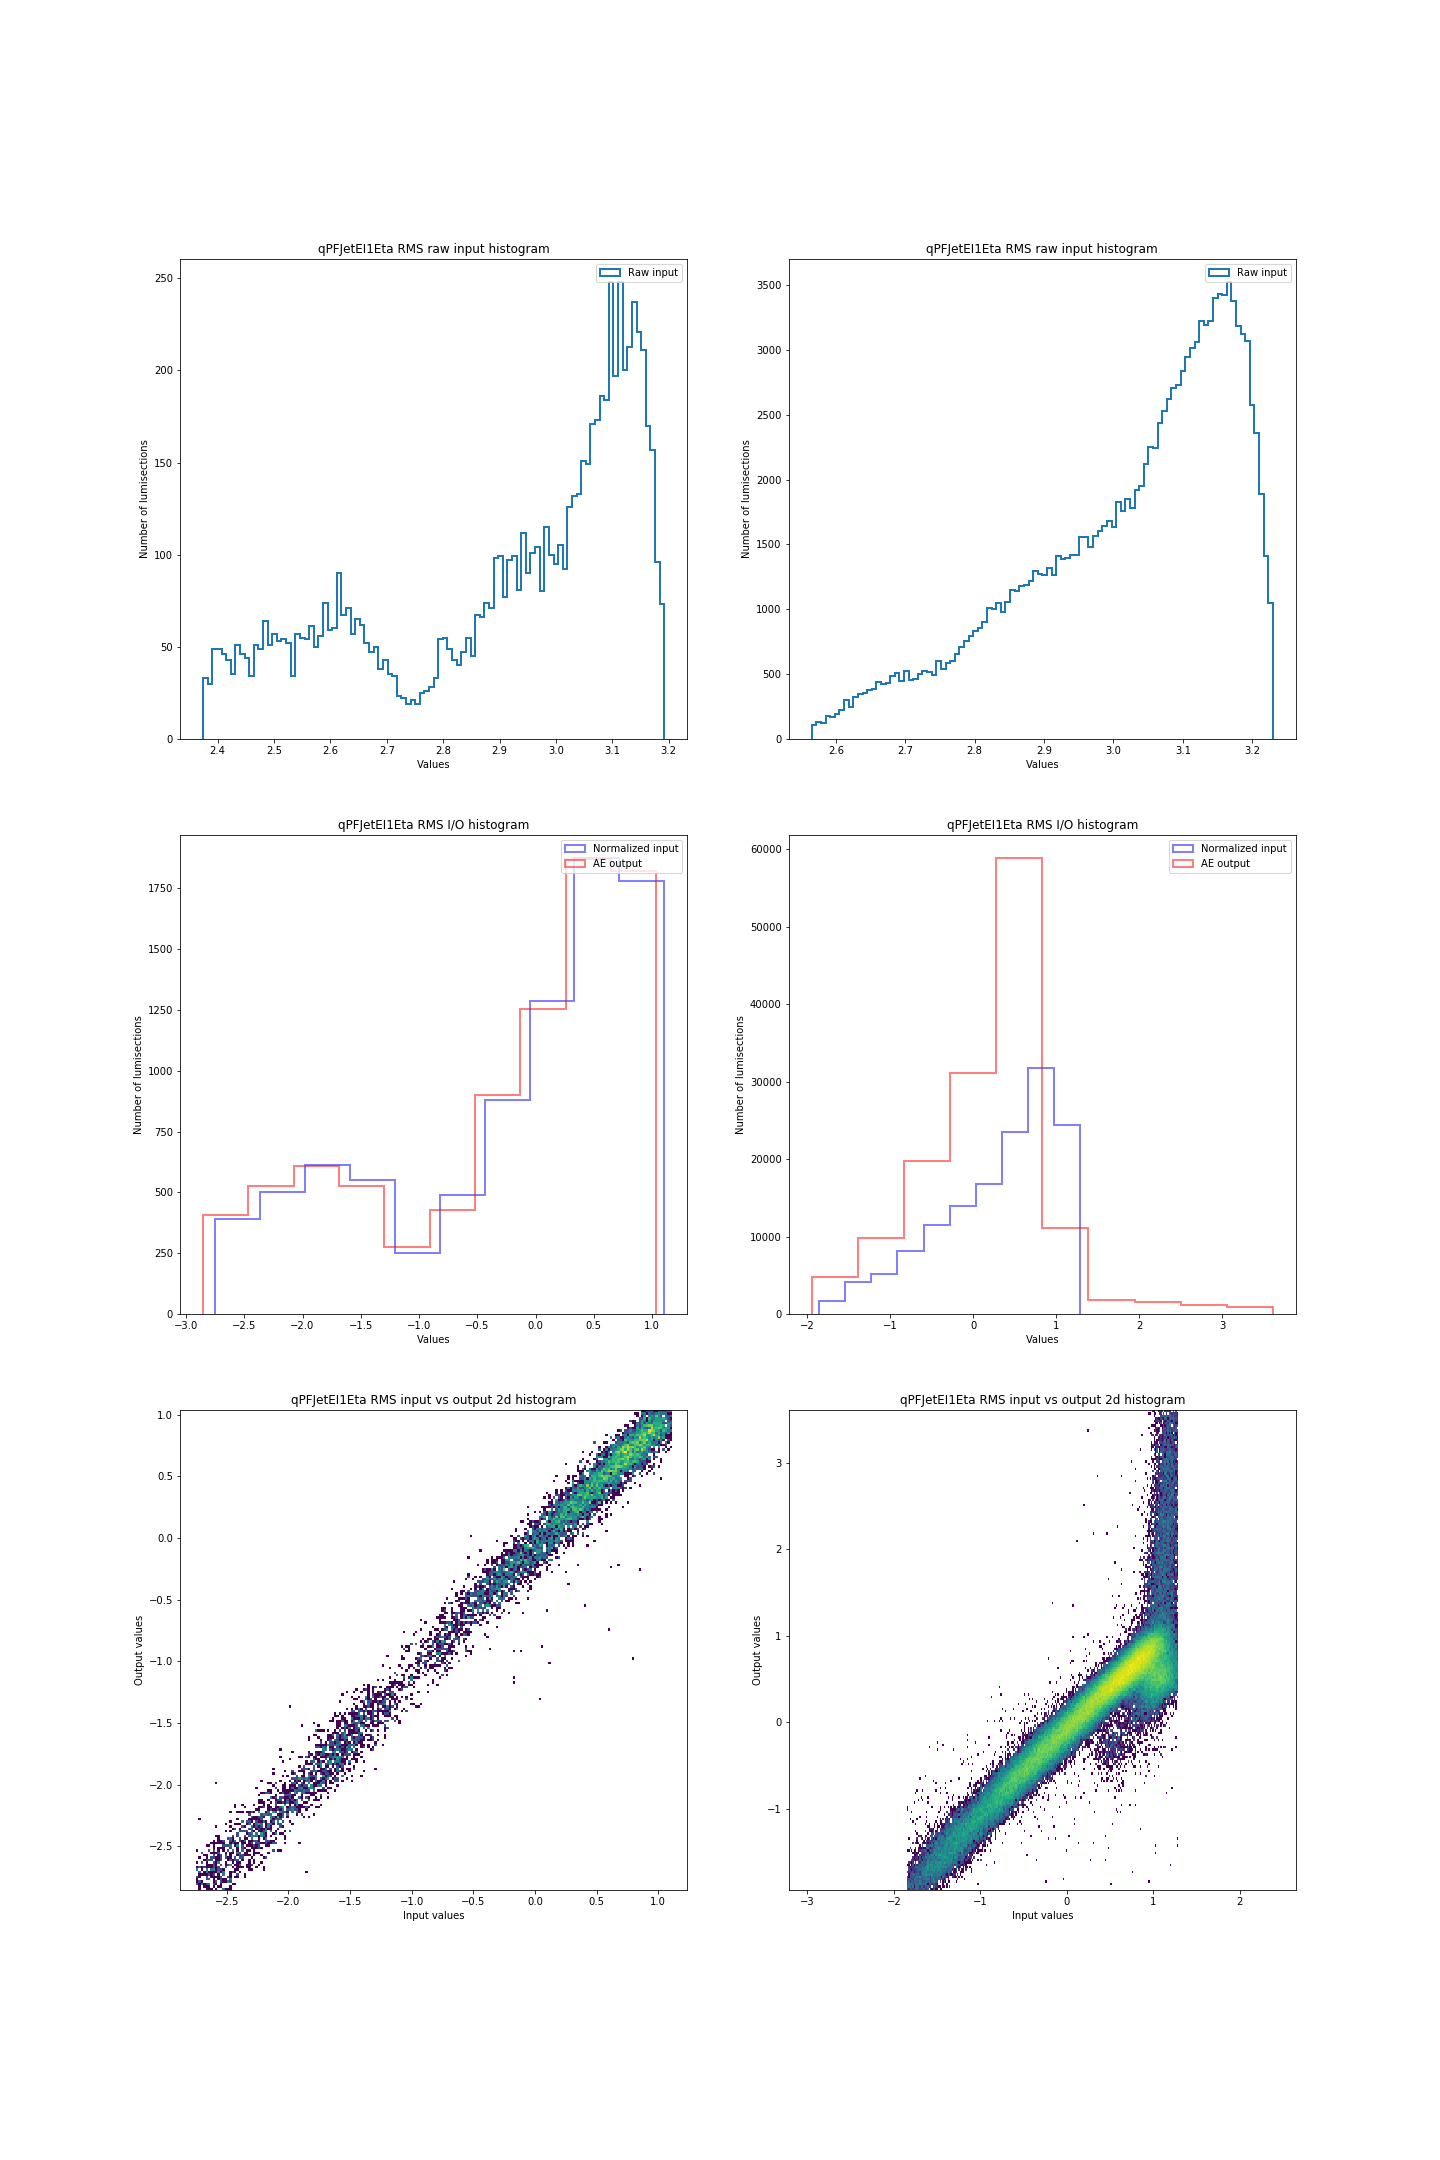 qPFJetEI1Eta RMS raw input histogram
Raw input
250
200
150
100
50
0
Number of lumisections
2.4 2.5 2.6 2.7 2.8 2.9 3.0 3.1 3.2
Values
qPFJetEI1Eta RMS raw input histogram
Raw input
3500
3000
2500
2000
1500
1000
500
0
Number of lumisections
2.6 2.7 2.8 2.9 3.0 3.1 3.2
Values
qPFJetEI1Eta RMS I/O histogram
Normalized input
AE output
1750
1500
1250
1000
750
500
250
0
Number of lumisections
−3.0 −2.5 −2.0 −1.5 −1.0 −0.5 0.0 0.5 1.0
Values
qPFJetEI1Eta RMS I/O histogram
Normalized input
AE output
60000
50000
40000
30000
20000
10000
0
Number of lumisections
−2 −1 0 1 2 3
Values
qPFJetEI1Eta RMS input vs output 2d histogram
1.0
0.5
0.0
−0.5
−1.0
−1.5
−2.0
−2.5
Output values
−2.5 −2.0 −1.5 −1.0 −0.5 0.0 0.5 1.0
Input values
qPFJetEI1Eta RMS input vs output 2d histogram
3
2
1
0
−1
Output values
−3 −2 −1 0 1 2
Input values